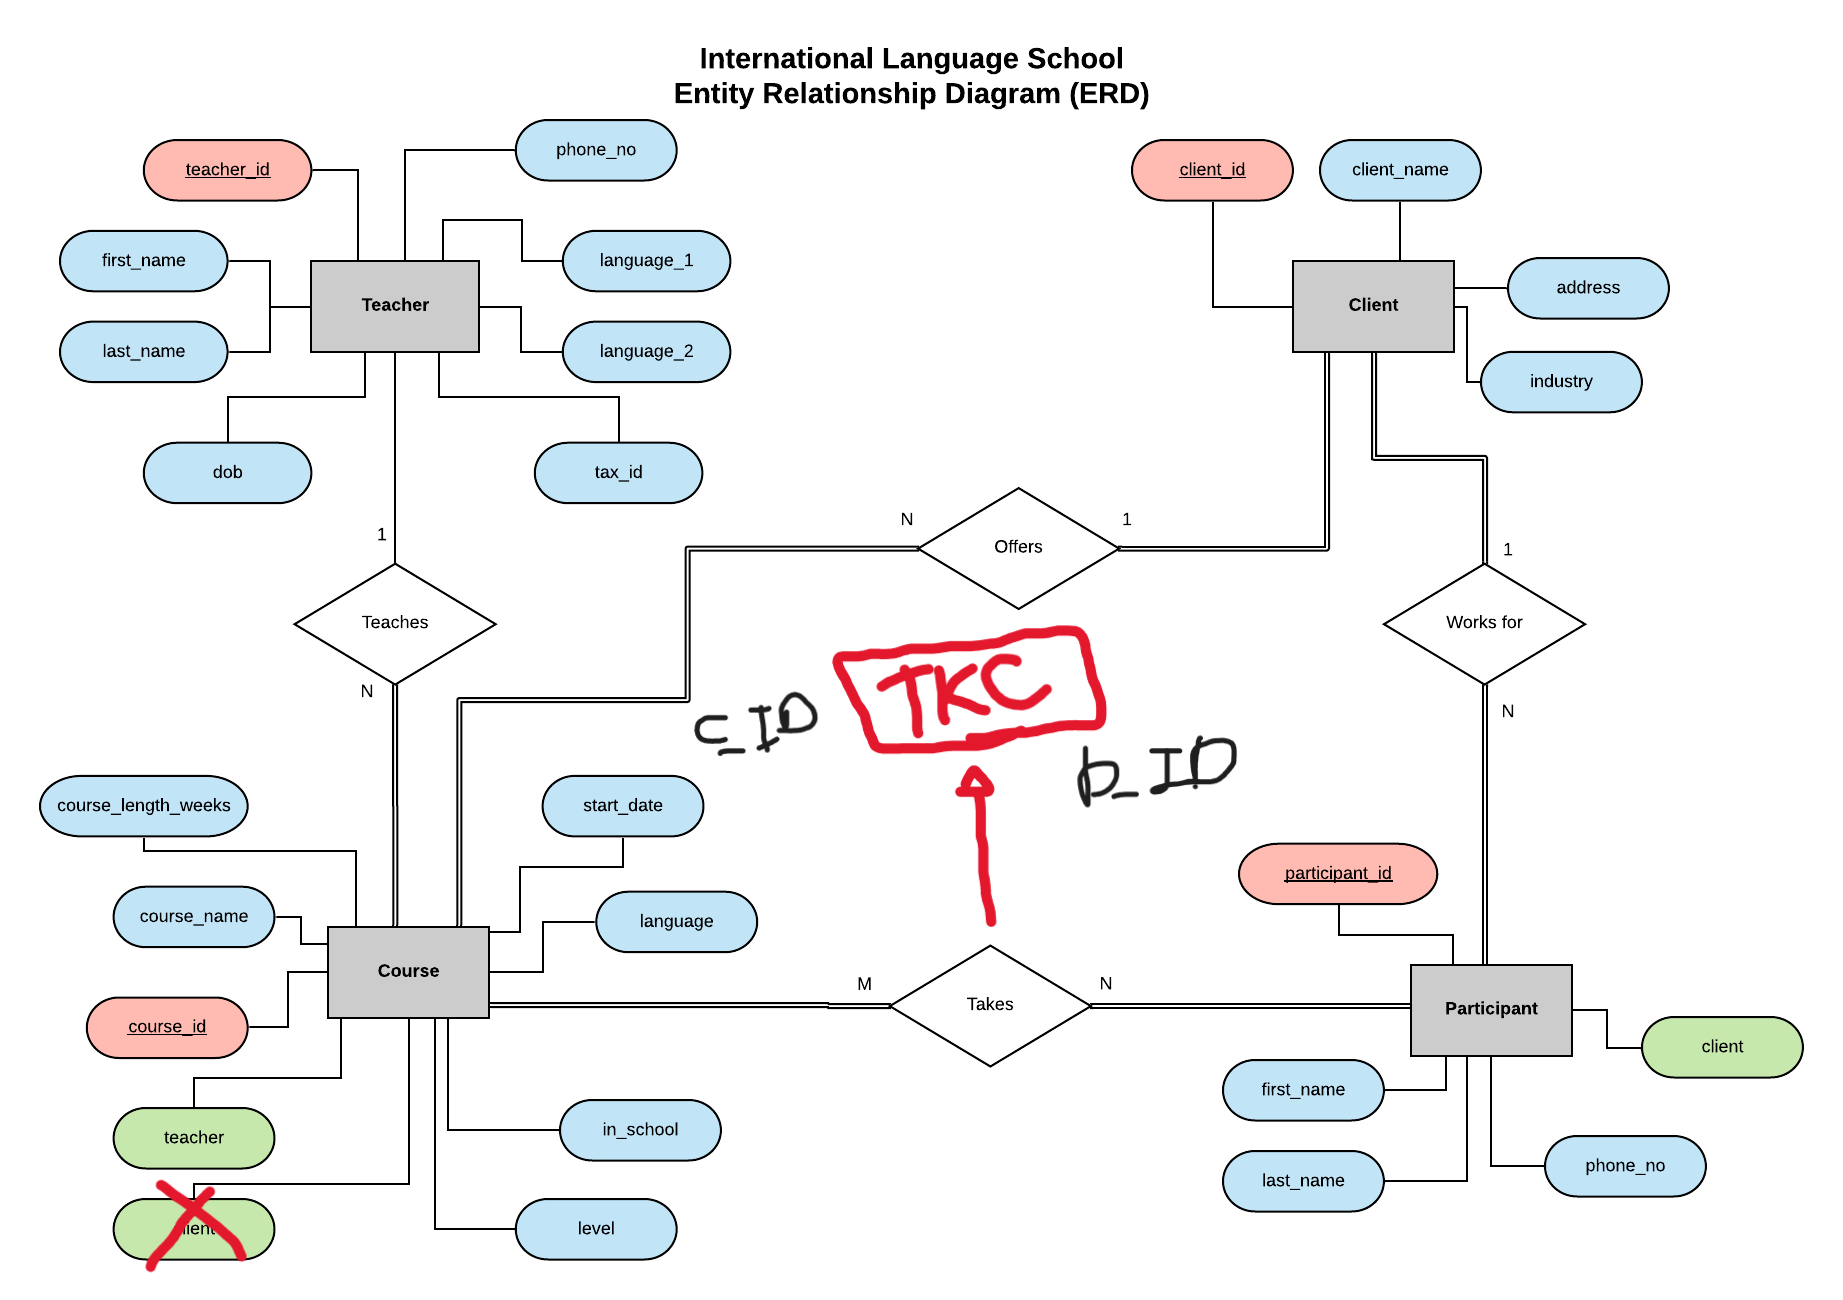 International Language School
Entity Relationship Diagram (ERD)
phone_no
teacher_id
client_id
client_name
first_name
language_1
address
Teacher
Client
last_name
language_2
industry
dob
tax_id
1
N
Offers
1
1
Teaches
Works for
N
TKC
C_ID
N
p_ID
course_length_weeks
start_date
participant_id
course_name
language
Course
M
N
Takes
Participant
course_id
client
first_name
teacher
in_school
phone_no
last_name
level